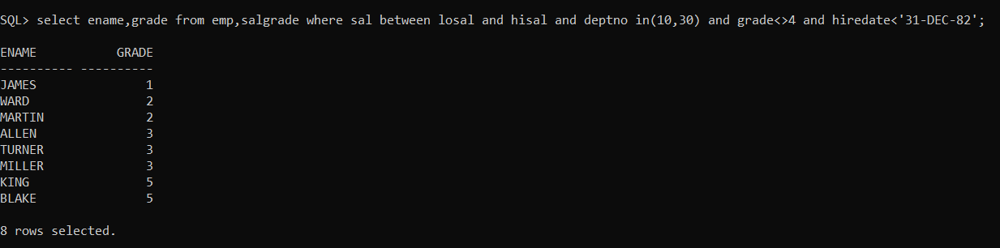 SQL> select ename,grade from emp,salgrade where sal between losal and hisal and deptno in(10,30) and grade<>4 and hiredate<'31-DEC-82';
ENAME           GRADE
---------- ----------
JAMES               1
WARD                2
MARTIN              2
ALLEN               3
TURNER              3
MILLER              3
KING                5
BLAKE               5
8 rows selected.